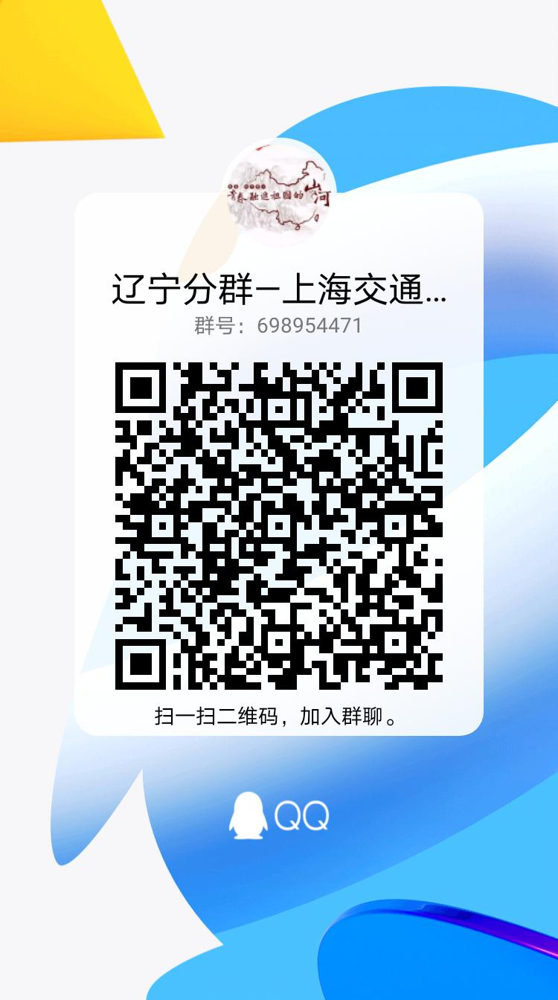 青春融进祖国的山河
辽宁分群－上海交通...
群号：698954471
扫一扫二维码，加入群聊。
QQ